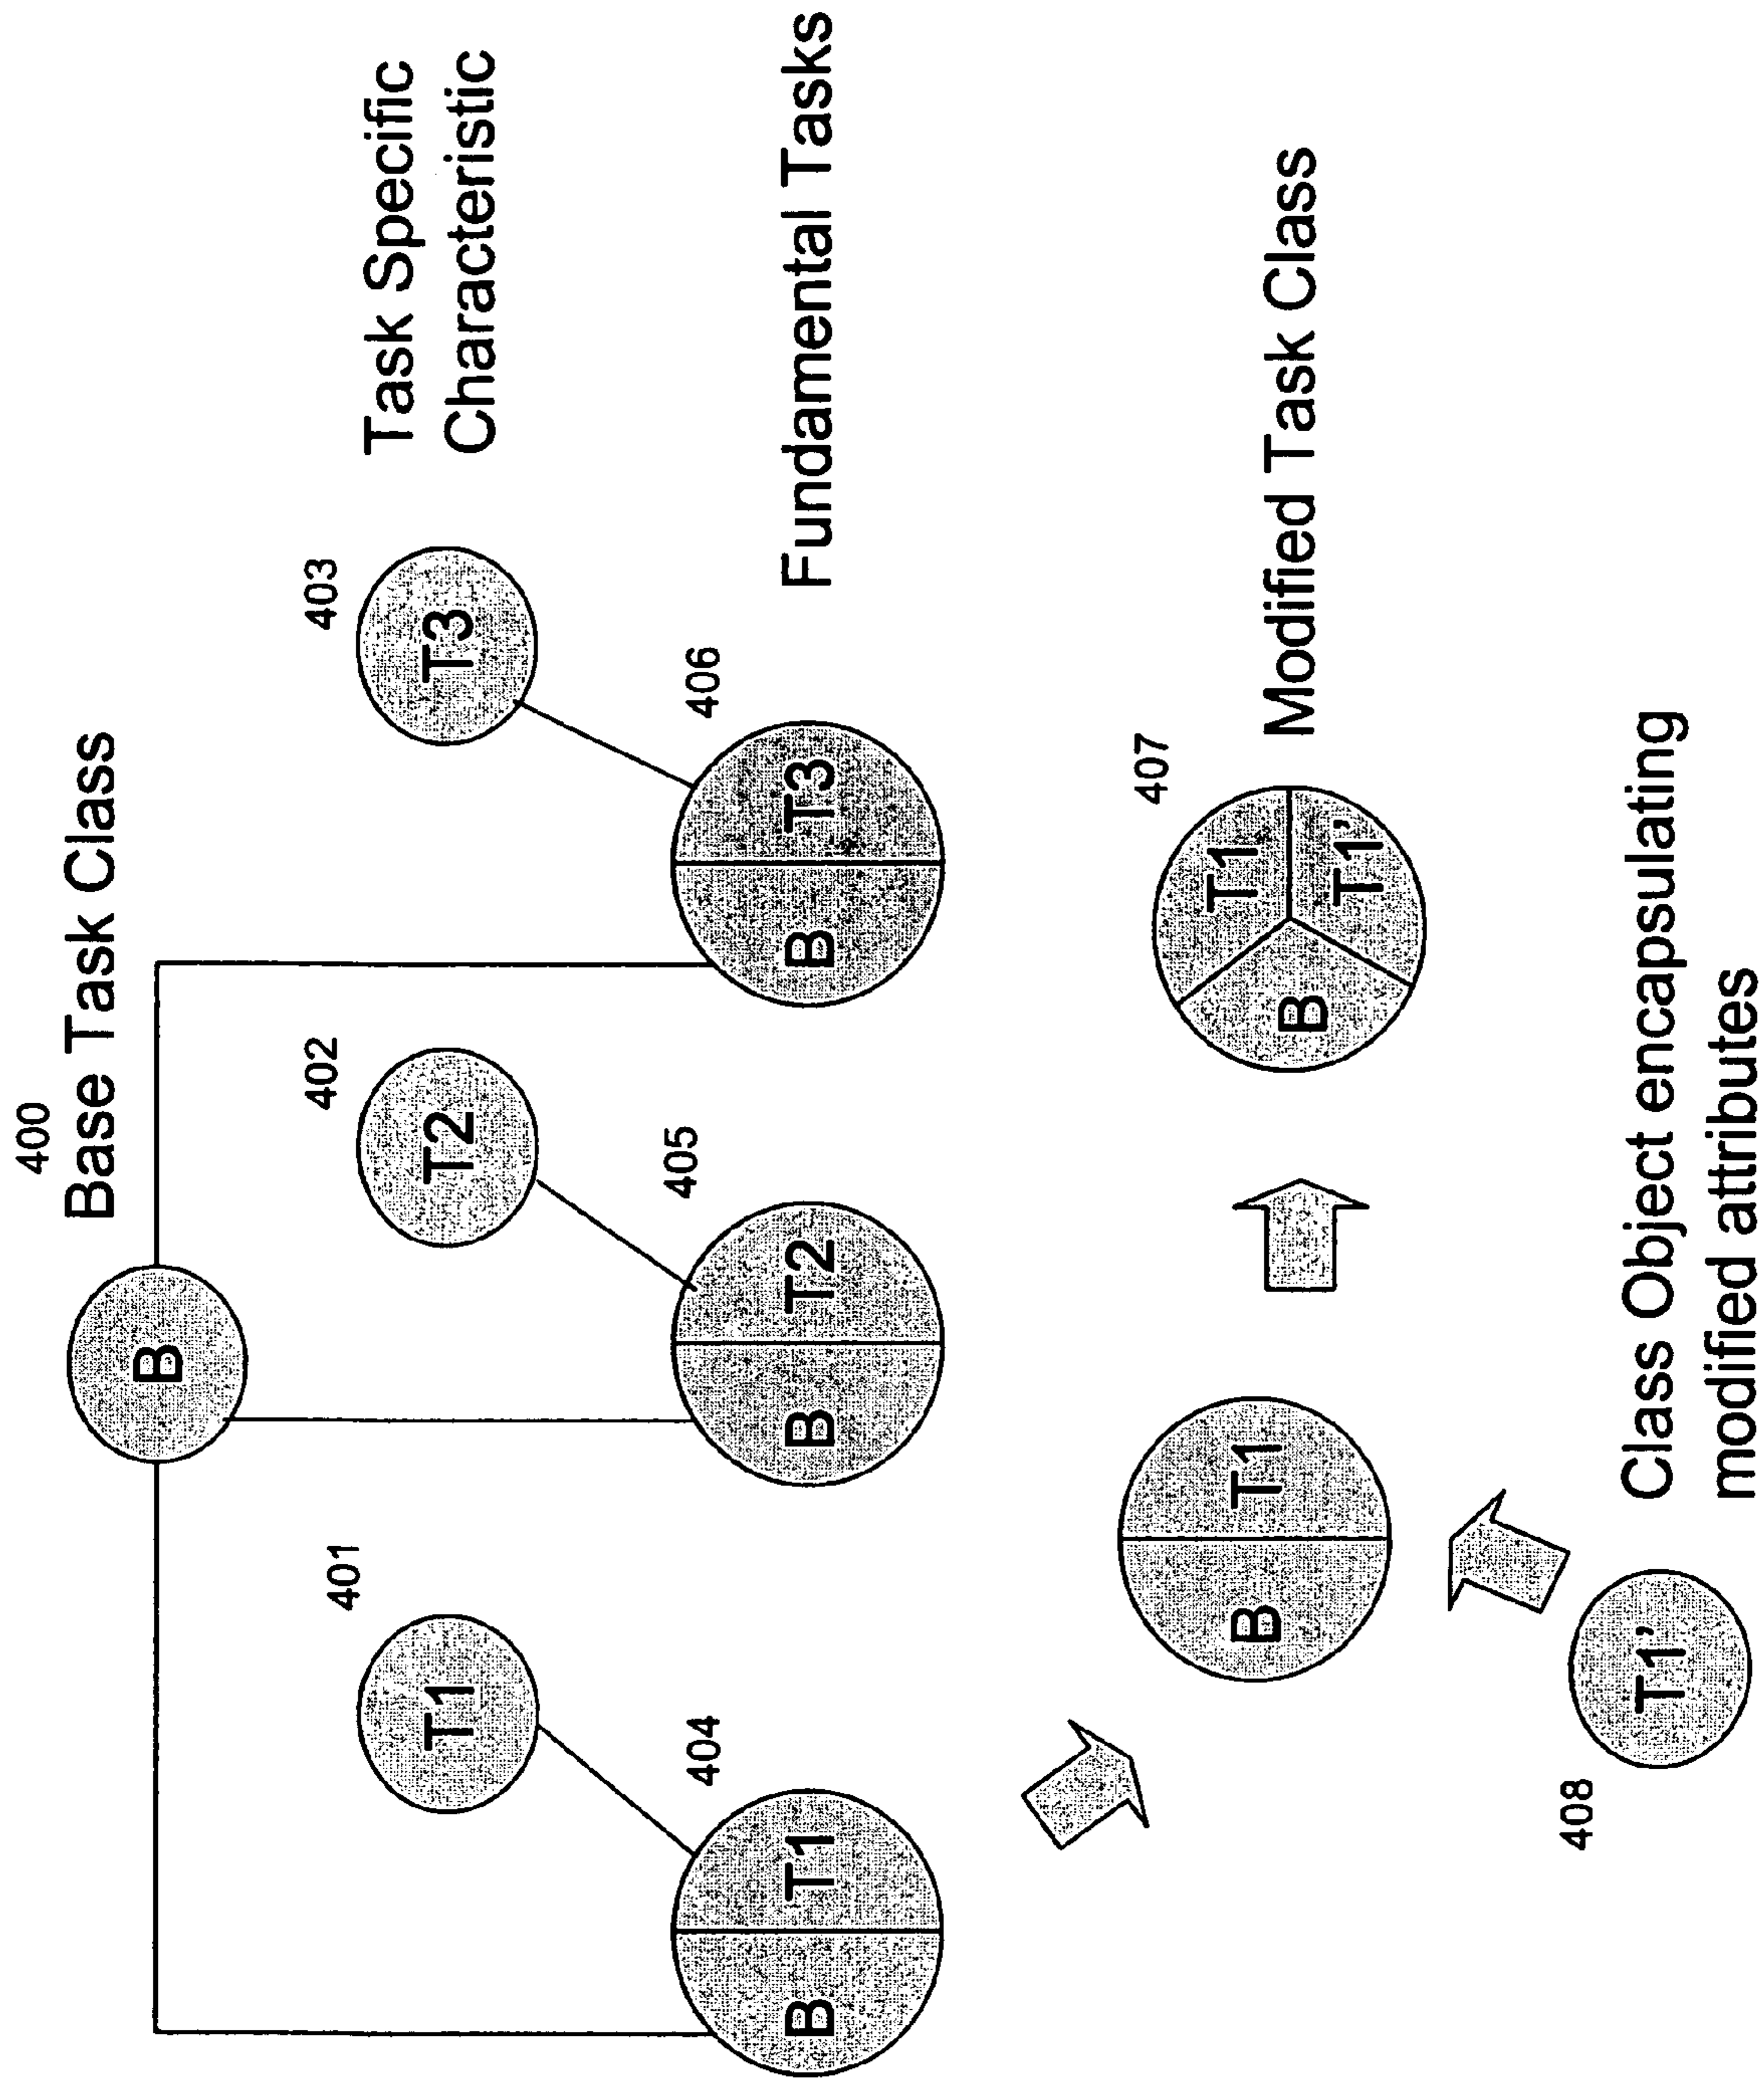 400
Base Task Class
B
401
402
403
T1
T2
T3
Task Specific
Characteristic
404
405
406
B T1
B T2
B T3
Fundamental Tasks
B T1
407
B T1 T1'
Modified Task Class
408
T1'
Class Object encapsulating
modified attributes